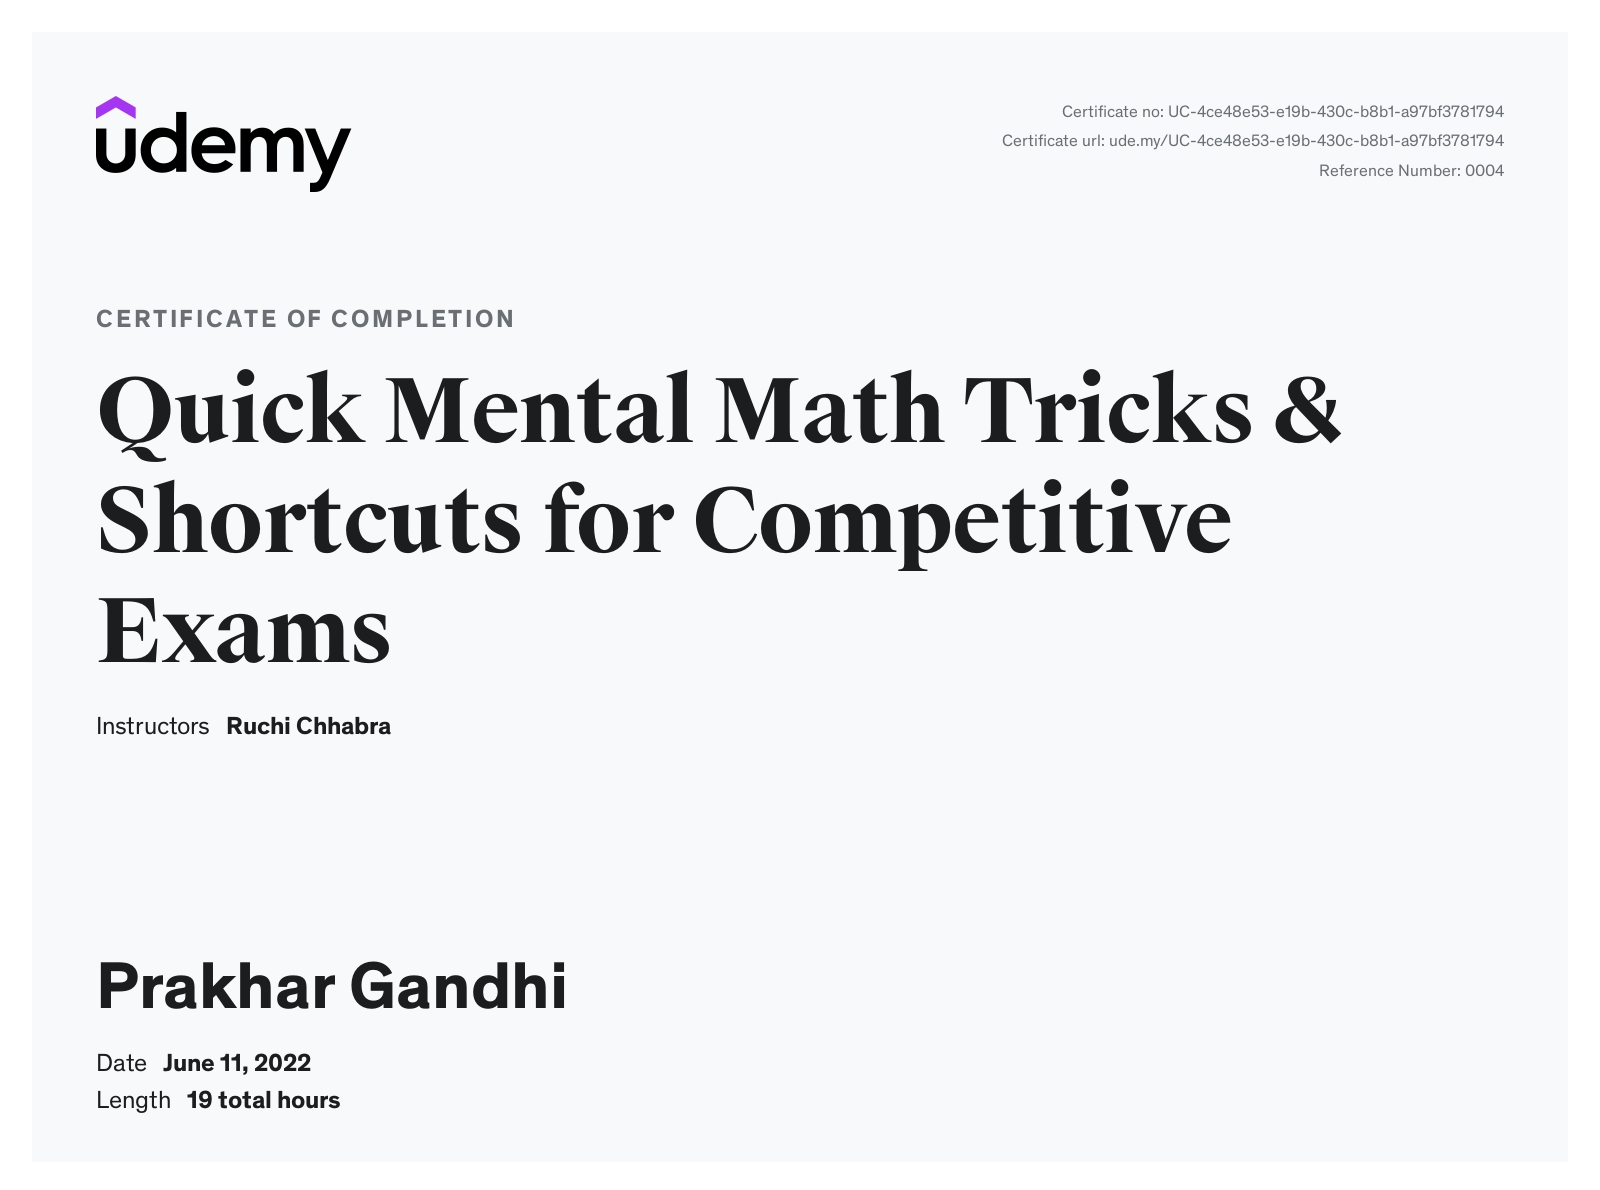 udemy
Certificate no: UC-4ce48e53-e19b-430c-b8b1-a97bf3781794
Certificate url: ude.my/UC-4ce48e53-e19b-430c-b8b1-a97bf3781794
Reference Number: 0004
CERTIFICATE OF COMPLETION
Quick Mental Math Tricks &
Shortcuts for Competitive
Exams
Instructors Ruchi Chhabra
Prakhar Gandhi
Date June 11, 2022
Length 19 total hours